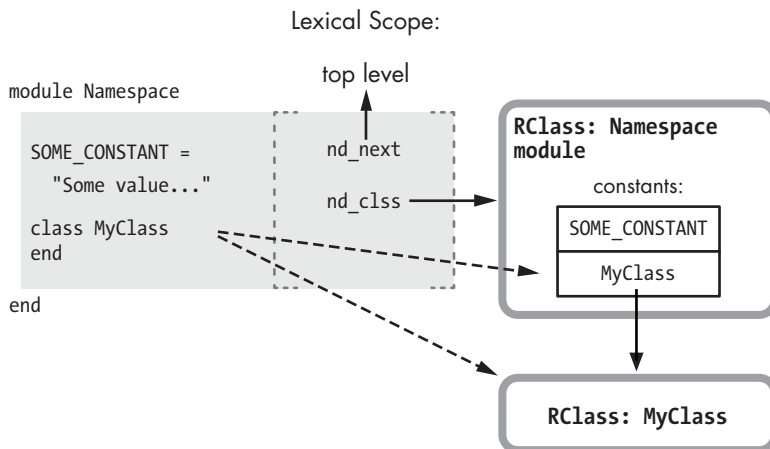 Lexical Scope:
top level
module Namespace
SOME_CONSTANT =
"Some value..."
class MyClass
end
end
nd_next
nd_clss
RClass: Namespace
module
constants:
SOME_CONSTANT
MyClass
RClass: MyClass